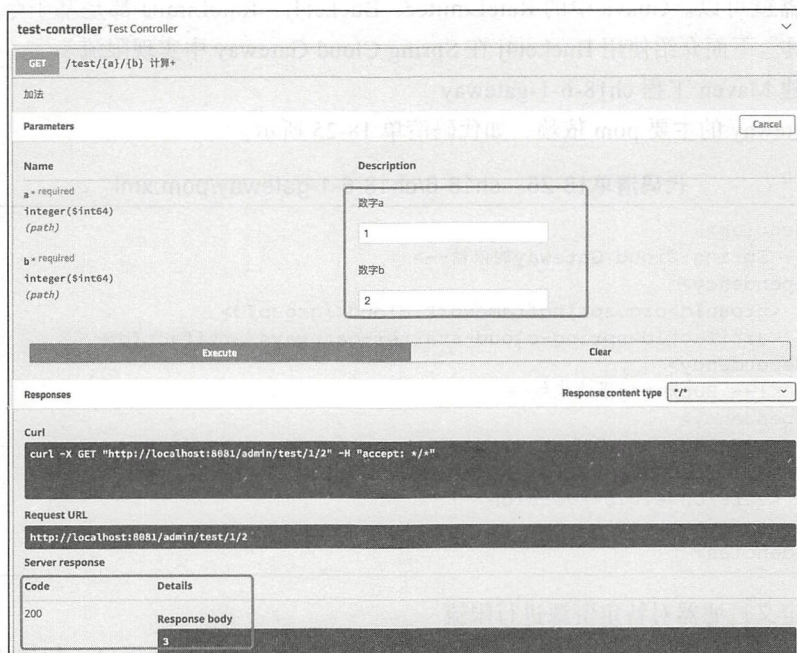 test-controller Test Controller
GET /test/{a}/{b} 计算+
加法
Parameters
Cancel
Name Description
a * required
integer($int64)
(path)
数字a
1
b * required
integer($int64)
(path)
数字b
2
Execute Clear
Responses Response content type */*
Curl
curl -X GET "http://localhost:8081/admin/test/1/2" -H "accept: */*"
Request URL
http://localhost:8081/admin/test/1/2
Server response
Code Details
200
Response body
3